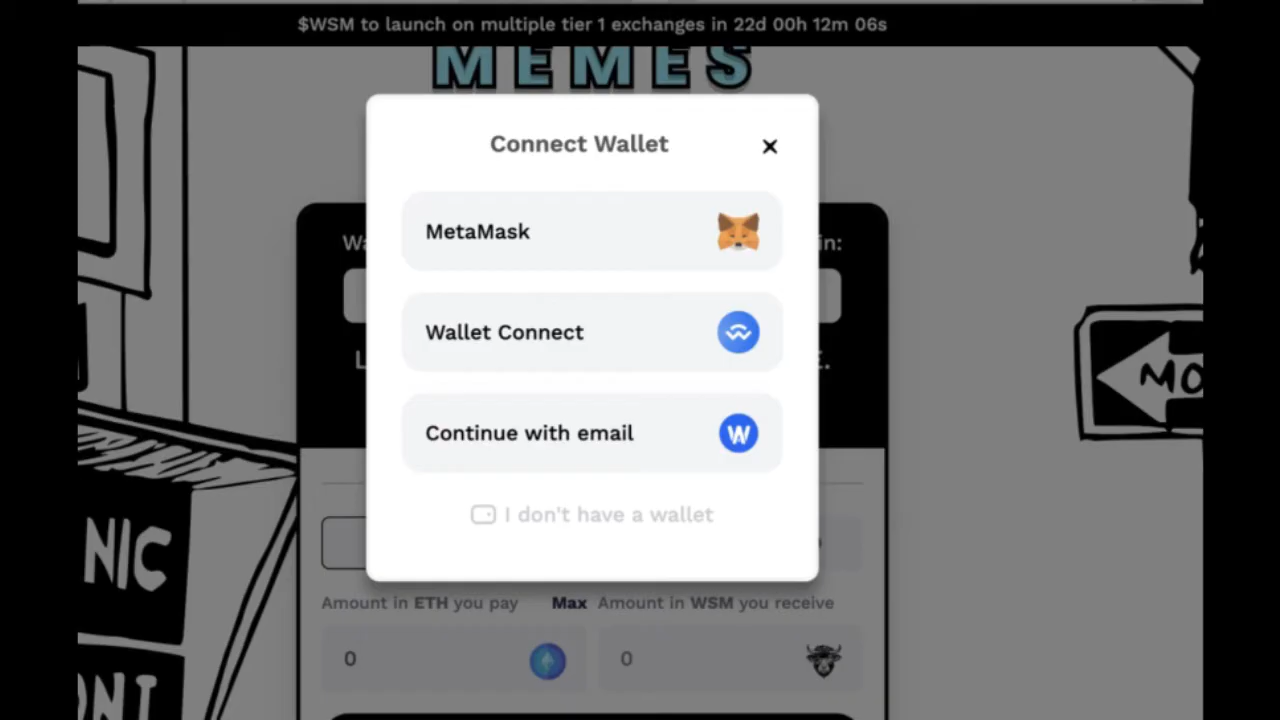 $WSM to launch on multiple tier 1 exchanges in 22d 00h 12m 06s
MEMES
Connect Wallet
MetaMask
in:
Wallet Connect
MO
Continue with email
I don't have a wallet
NIC
Amount in ETH you pay Max Amount in WSM you receive
0 0